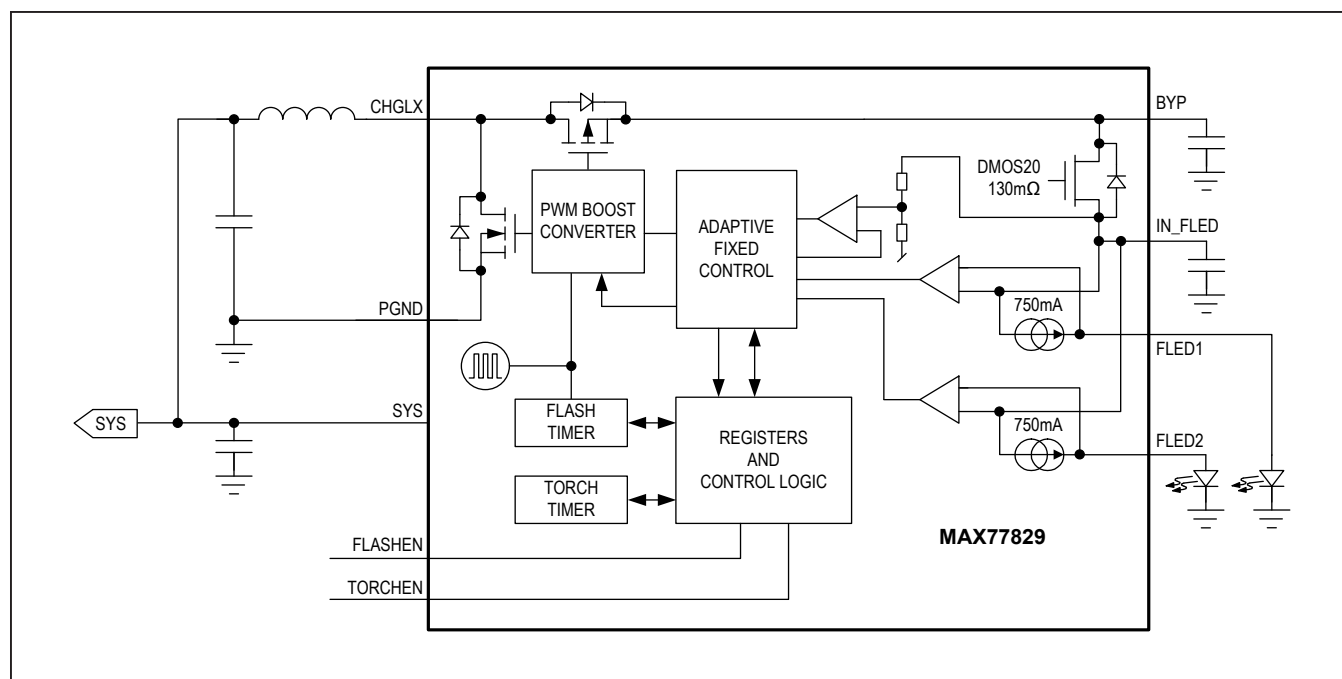 CHGLX
BYP
DMOS20
130mΩ
PWM BOOST
CONVERTER
ADAPTIVE
FIXED
CONTROL
IN_FLED
750mA
PGND
FLED1
SYS
SYS
FLASH
TIMER
REGISTERS
AND
CONTROL LOGIC
750mA
FLED2
TORCH
TIMER
MAX77829
FLASHEN
TORCHEN